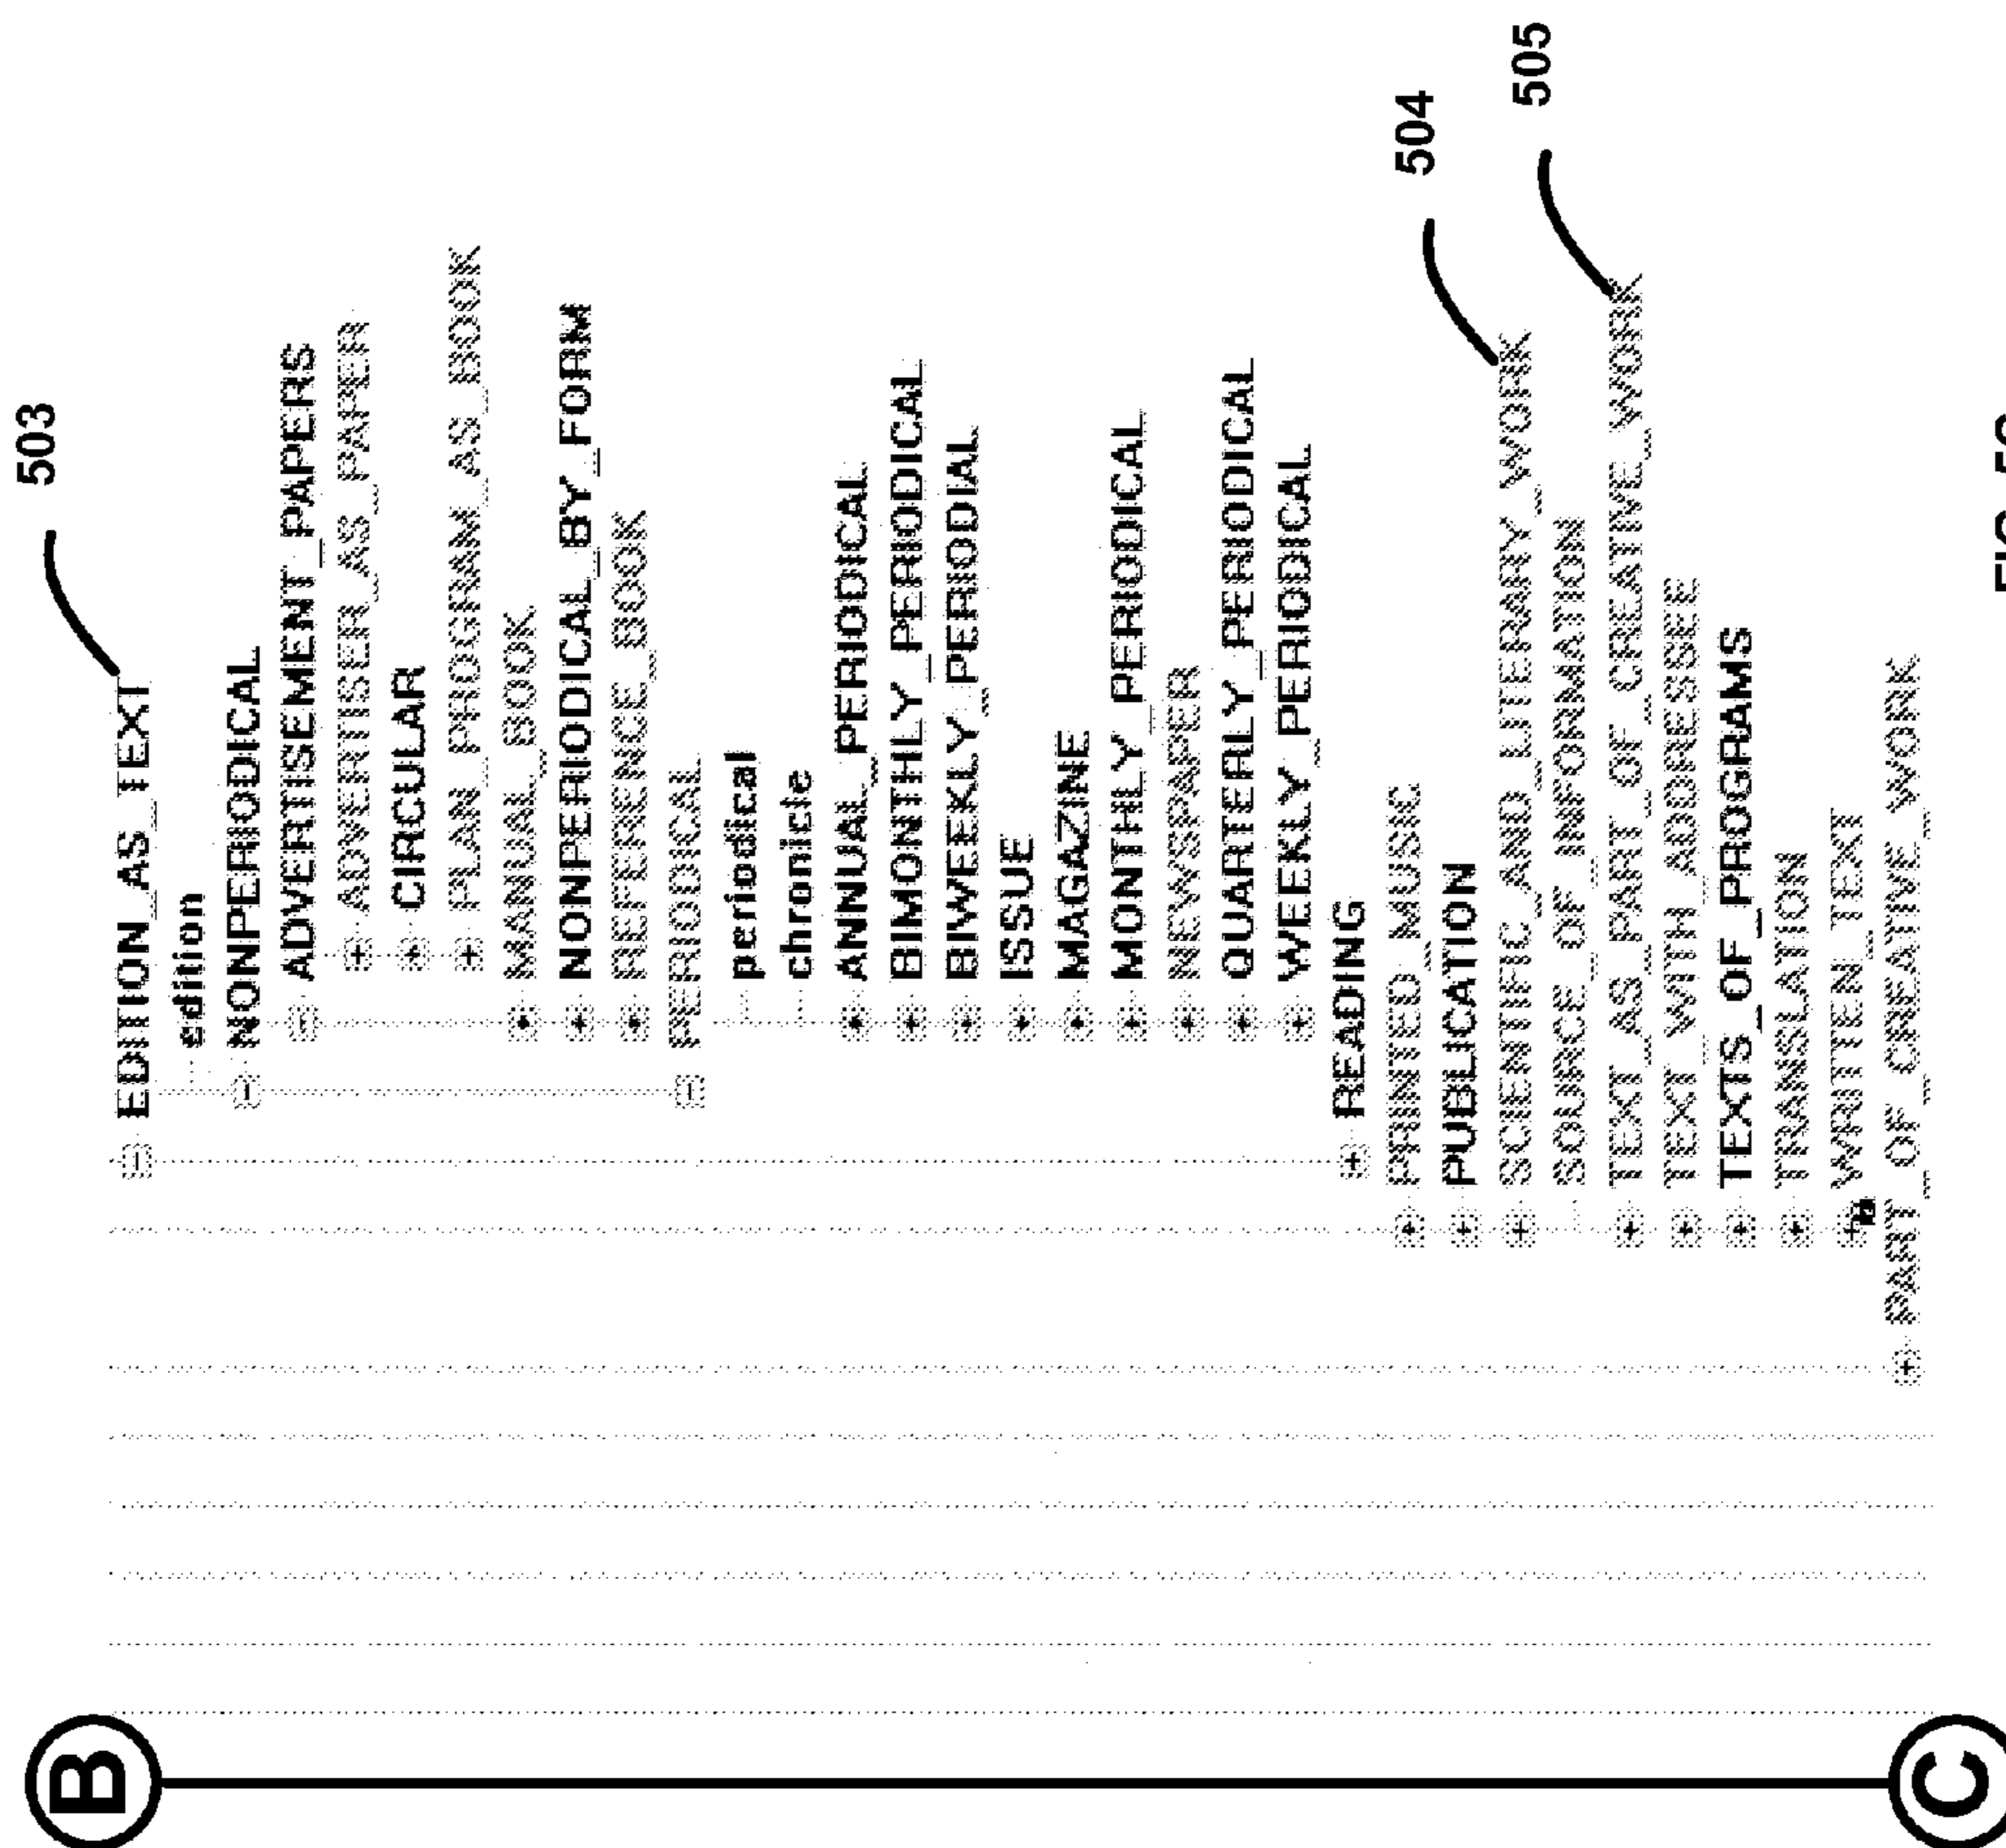 503
EDITION_AS_TEXT
edition
NONPERIODICAL
ADVERTISEMENT_PAPERS
ADVERTISER_AS_PAPER
CIRCULAR
PLAN_PROGRAM_AS_BOOK
MANUAL_BOOK
NONPERIODICAL_BY_FORM
REFERENCE_BOOK
PERIODICAL
periodical
chronicle
ANNUAL_PERIODICAL
BIMONTHLY_PERIODICAL
BIWEEKLY_PERIODIAL
ISSUE
MAGAZINE
MONTHLY_PERIODICAL
NEWSPAPER
QUARTERLY_PERIODICAL
WEEKLY_PERIODICAL
READING
PRINTED_MUSIC
504
PUBLICATION
SCIENTIFIC_AND_LITERARY_WORK
505
SOURCE_OF_INFORMATION
TEXT_AS_PART_OF_CREATIVE_WORK
TEXT_WITH_ADDRESSEE
TEXTS_OF_PROGRAMS
TRANSLATION
WRITTEN_TEXT
PART_OF_CREATIVE_WORK
B
C